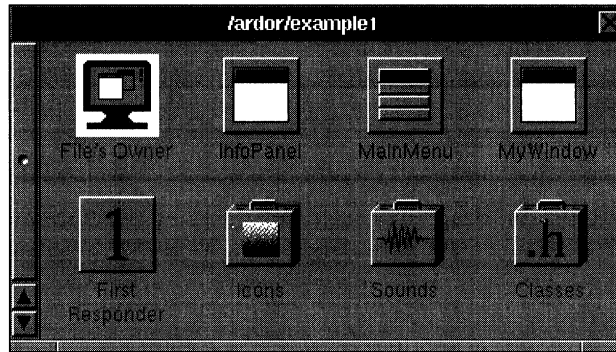 /ardor/example1
File's Owner
InfoPanel
MainMenu
MyWindow
1
.h
First
Responder
Icons
Sounds
Classes